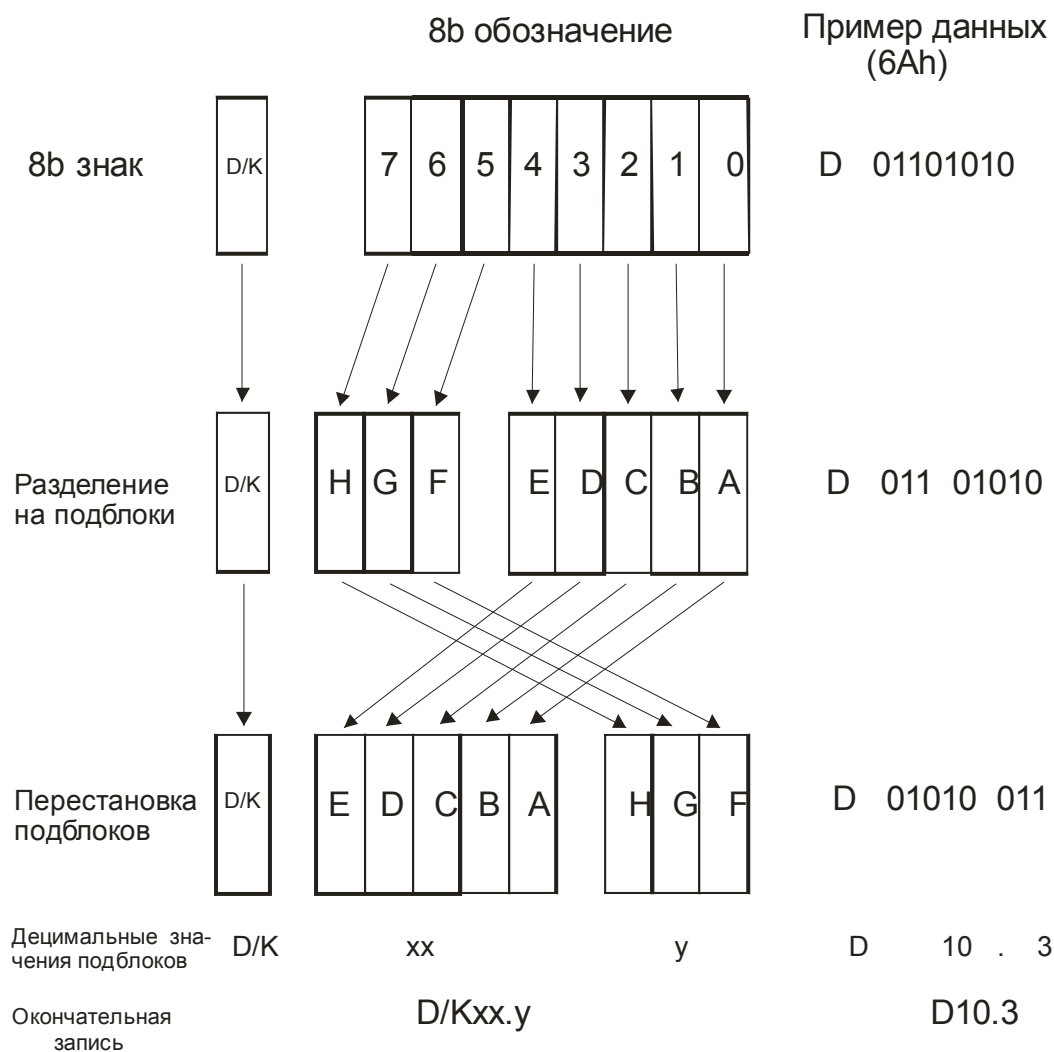 8b обозначение
Пример данных
(6Ah)
8b знак
D/K
7 6 5 4 3 2 1 0
D 01101010
Разделение
на подблоки
D/K
H G F E D C B A
D 011 01010
Перестановка
подблоков
D/K
E D C B A H G F
D 01010 011
Децимальные зна-
чения подблоков
D/K
xx
y
D 10 . 3
Окончательная
запись
D/Kxx.y
D10.3